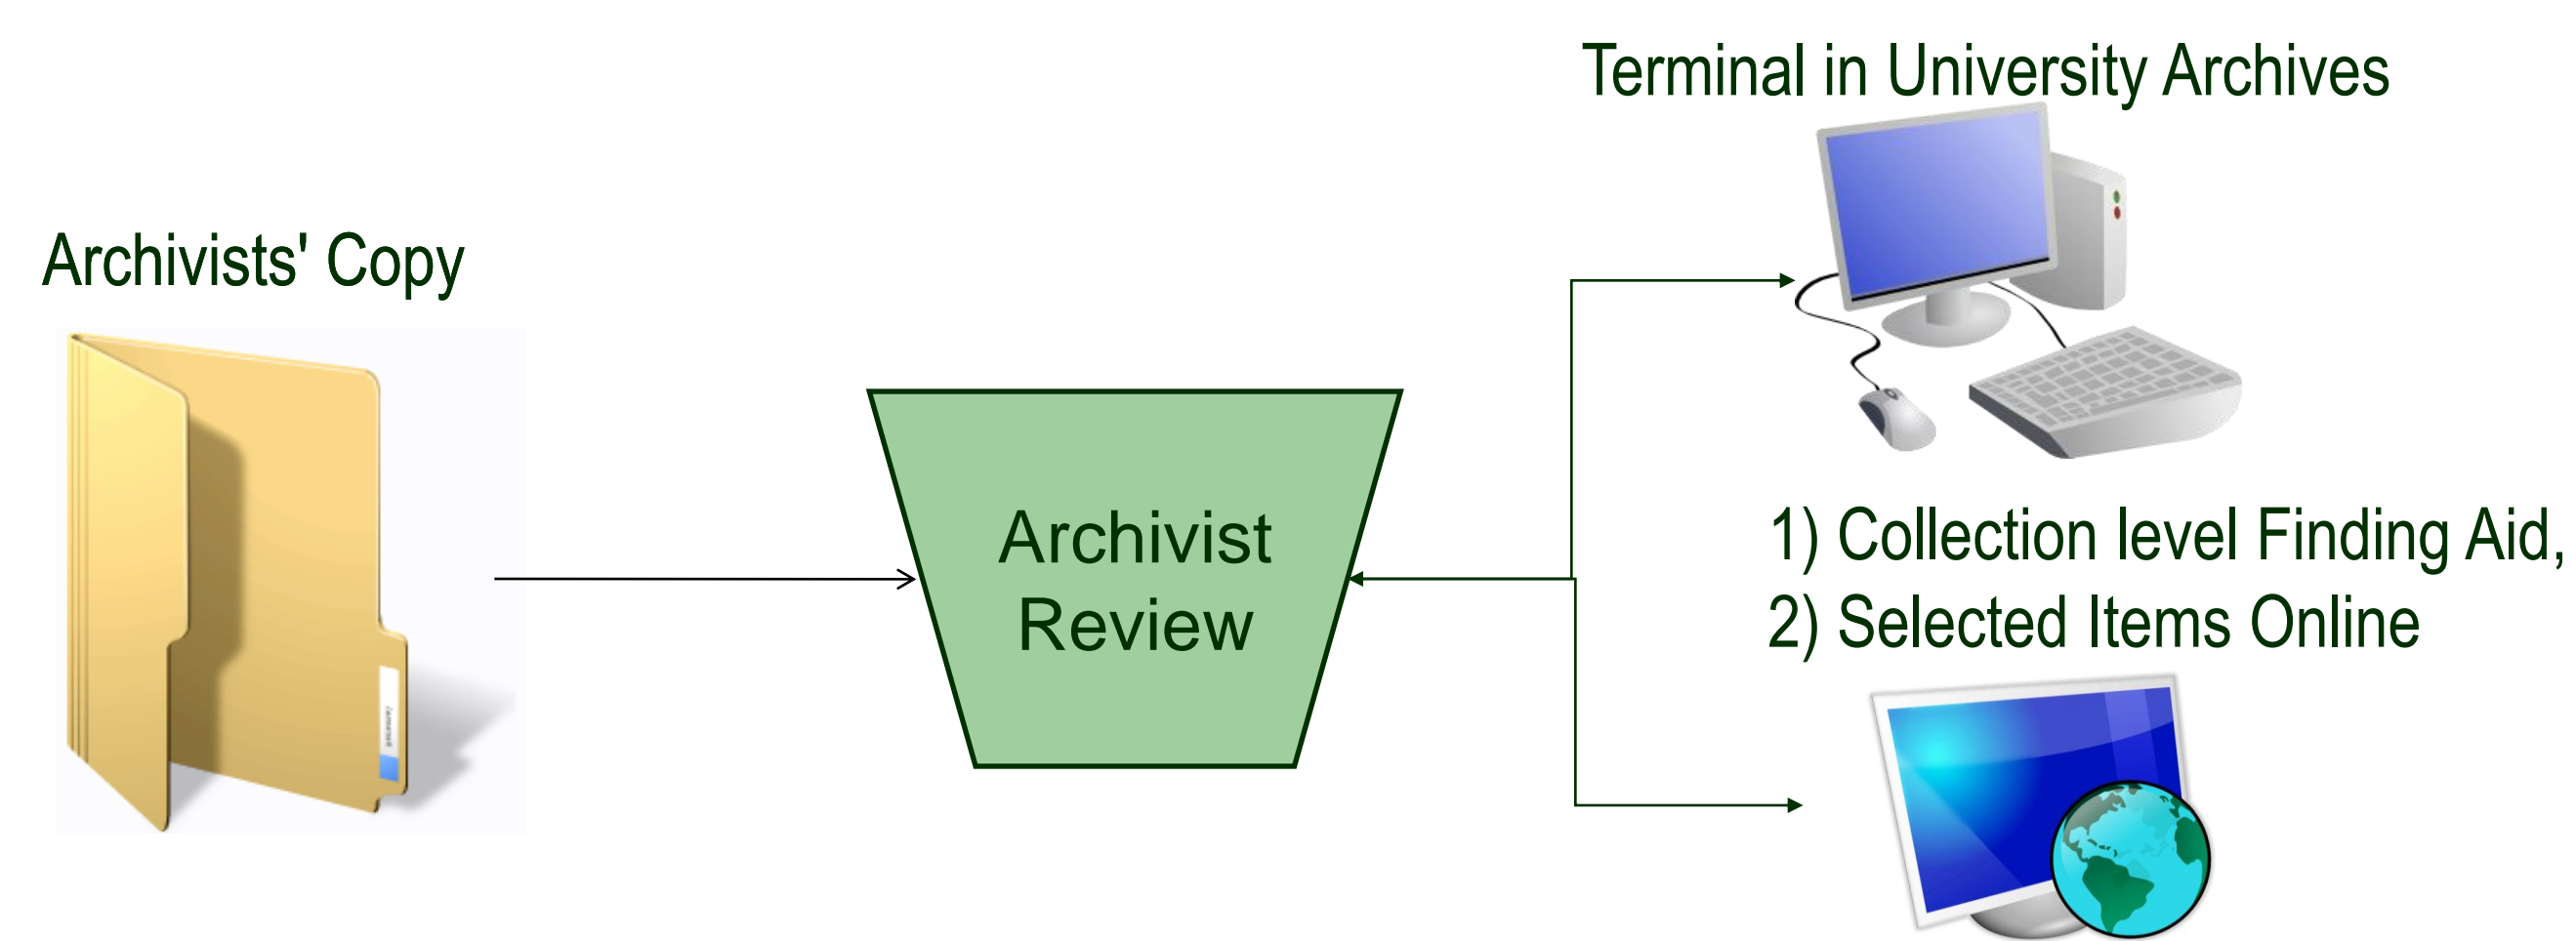 Terminal in University Archives
Archivists' Copy
Archivist
Review
1) Collection level Finding Aid,
2) Selected Items Online